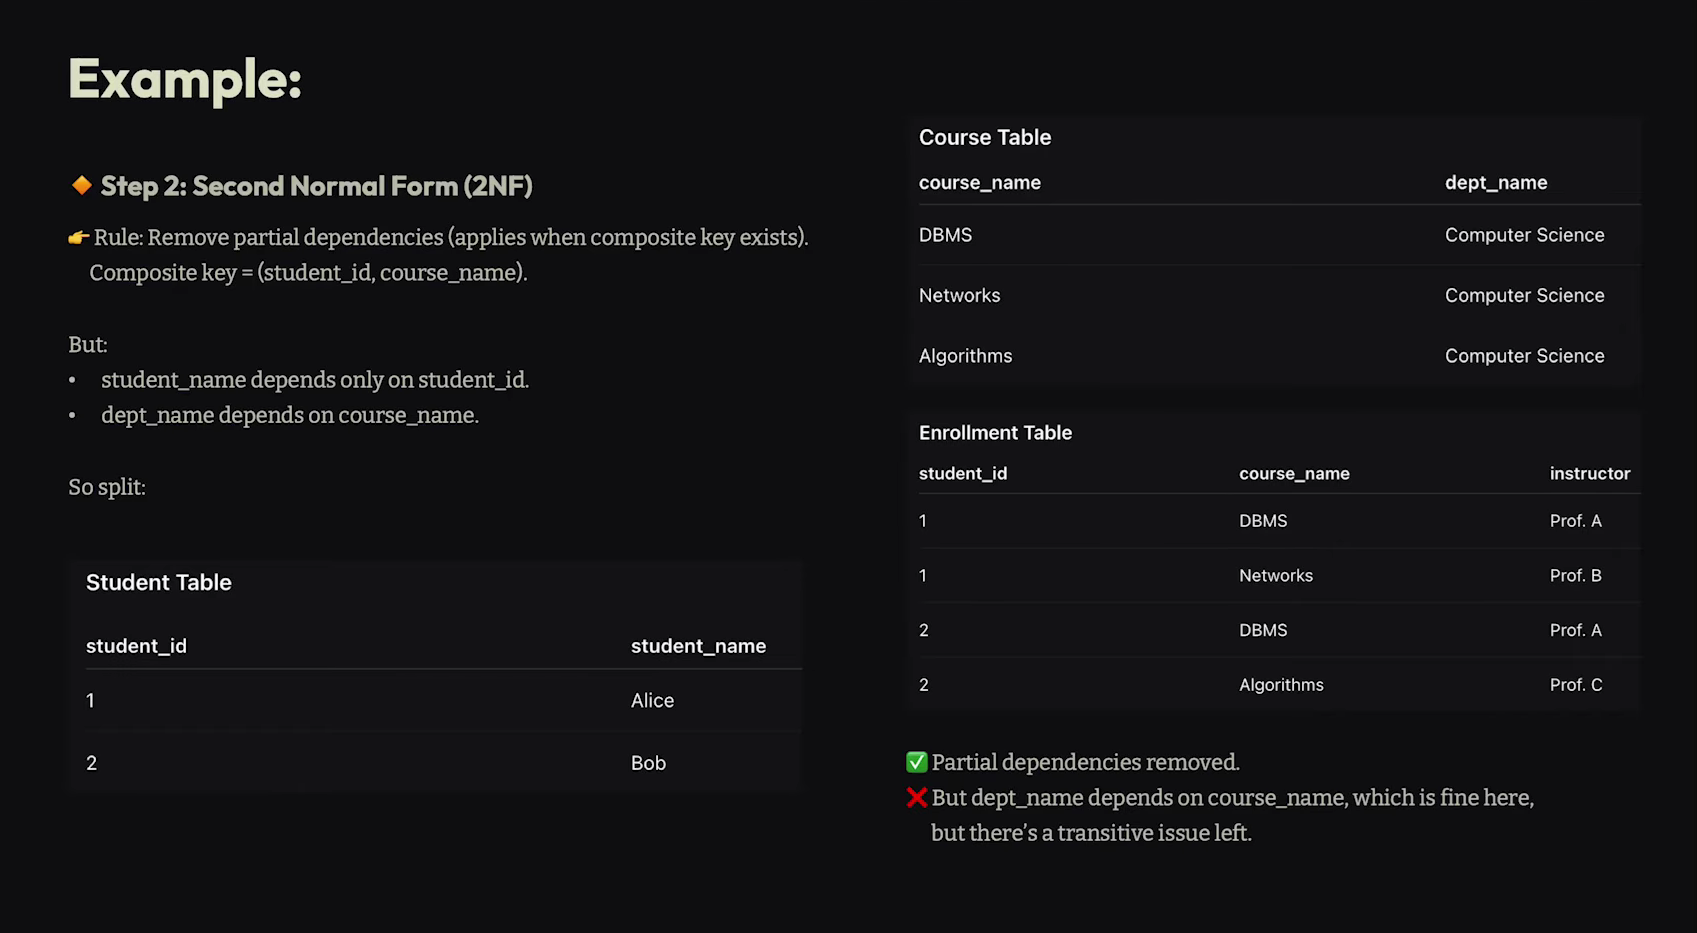 Example:
🔸 Step 2: Second Normal Form (2NF)
👉 Rule: Remove partial dependencies (applies when composite key exists).
Composite key = (student_id, course_name).
But:
• student_name depends only on student_id.
• dept_name depends on course_name.
So split:
Student Table
student_id student_name
1 Alice
2 Bob
Course Table
course_name dept_name
DBMS Computer Science
Networks Computer Science
Algorithms Computer Science
Enrollment Table
student_id course_name instructor
1 DBMS Prof. A
1 Networks Prof. B
2 DBMS Prof. A
2 Algorithms Prof. C
✅ Partial dependencies removed.
❌ But dept_name depends on course_name, which is fine here,
but there’s a transitive issue left.